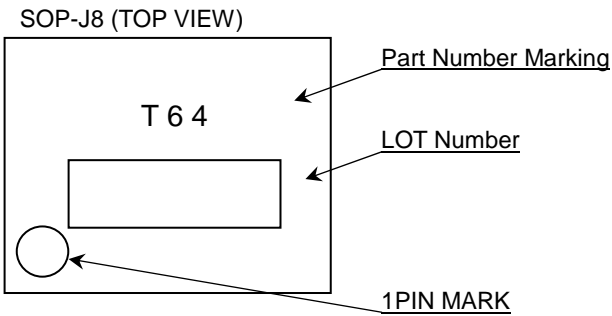 SOP-J8 (TOP VIEW)
Part Number Marking
T 6 4
LOT Number
1PIN MARK